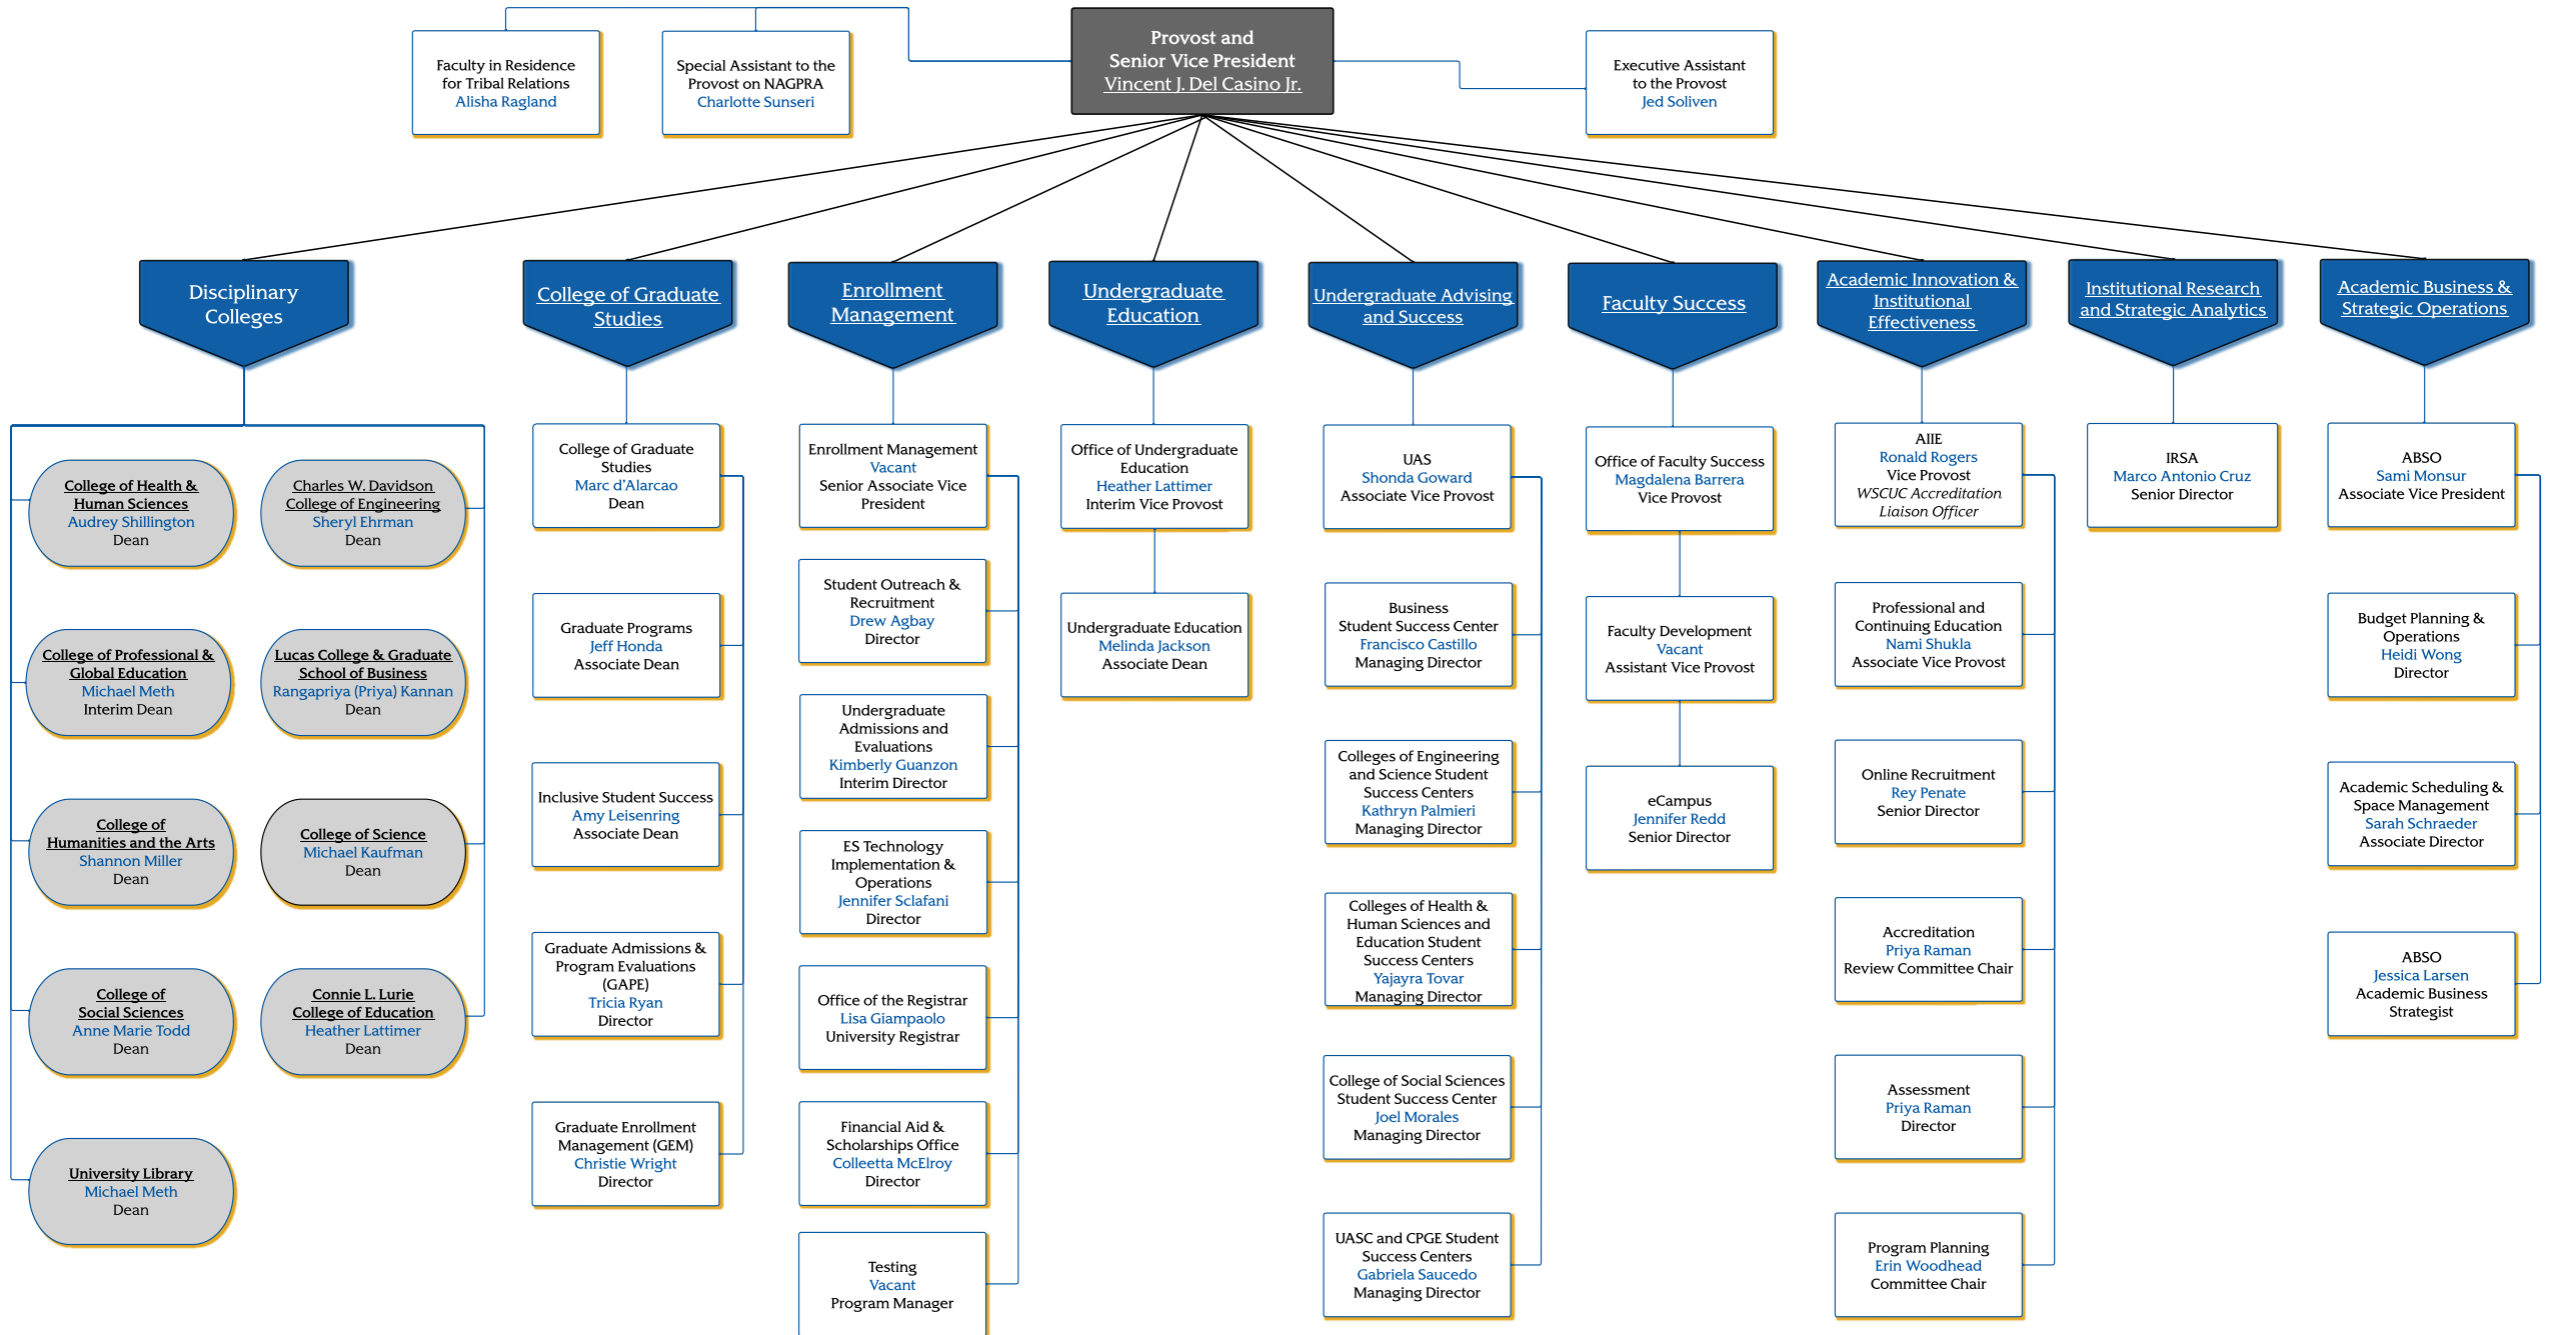 Provost and
Senior Vice President
Vincent J. Del Casino Jr.
Faculty in Residence
for Tribal Relations
Alisha Ragland
Special Assistant to the
Provost on NAGPRA
Charlotte Sunseri
Executive Assistant
to the Provost
Jed Soliven
Disciplinary
Colleges
College of Health &
Human Sciences
Audrey Shillington
Dean
Charles W. Davidson
College of Engineering
Sheryl Ehrman
Dean
College of Professional &
Global Education
Michael Meth
Interim Dean
Lucas College & Graduate
School of Business
Rangapriya (Priya) Kannan
Dean
College of
Humanities and the Arts
Shannon Miller
Dean
College of Science
Michael Kaufman
Dean
College of
Social Sciences
Anne Marie Todd
Dean
Connie L. Lurie
College of Education
Heather Lattimer
Dean
University Library
Michael Meth
Dean
College of Graduate
Studies
College of Graduate
Studies
Marc d'Alarcao
Dean
Graduate Programs
Jeff Honda
Associate Dean
Inclusive Student Success
Amy Leisenring
Associate Dean
Graduate Admissions &
Program Evaluations
(GAPE)
Tricia Ryan
Director
Graduate Enrollment
Management (GEM)
Christie Wright
Director
Enrollment
Management
Enrollment Management
Vacant
Senior Associate Vice
President
Student Outreach &
Recruitment
Drew Agbay
Director
Undergraduate
Admissions and
Evaluations
Kimberly Guanzon
Interim Director
ES Technology
Implementation &
Operations
Jennifer Sclafani
Director
Office of the Registrar
Lisa Giampaolo
University Registrar
Financial Aid &
Scholarships Office
Colleetta McElroy
Director
Testing
Vacant
Program Manager
Undergraduate
Education
Office of Undergraduate
Education
Heather Lattimer
Interim Vice Provost
Undergraduate Education
Melinda Jackson
Associate Dean
Undergraduate Advising
and Success
UAS
Shonda Goward
Associate Vice Provost
Business
Student Success Center
Francisco Castillo
Managing Director
Colleges of Engineering
and Science Student
Success Centers
Kathryn Palmieri
Managing Director
Colleges of Health &
Human Sciences and
Education Student
Success Centers
Yajayra Tovar
Managing Director
College of Social Sciences
Student Success Center
Joel Morales
Managing Director
UASC and CPGE Student
Success Centers
Gabriela Saucedo
Managing Director
Faculty Success
Office of Faculty Success
Magdalena Barrera
Vice Provost
Faculty Development
Vacant
Assistant Vice Provost
eCampus
Jennifer Redd
Senior Director
Academic Innovation &
Institutional
Effectiveness
AIIE
Ronald Rogers
Vice Provost
WSCUC Accreditation
Liaison Officer
Professional and
Continuing Education
Nami Shukla
Associate Vice Provost
Online Recruitment
Rey Penate
Senior Director
Accreditation
Priya Raman
Review Committee Chair
Assessment
Priya Raman
Director
Program Planning
Erin Woodhead
Committee Chair
Institutional Research
and Strategic Analytics
IRSA
Marco Antonio Cruz
Senior Director
Academic Business &
Strategic Operations
ABSO
Sami Monsur
Associate Vice President
Budget Planning &
Operations
Heidi Wong
Director
Academic Scheduling &
Space Management
Sarah Schraeder
Associate Director
ABSO
Jessica Larsen
Academic Business
Strategist